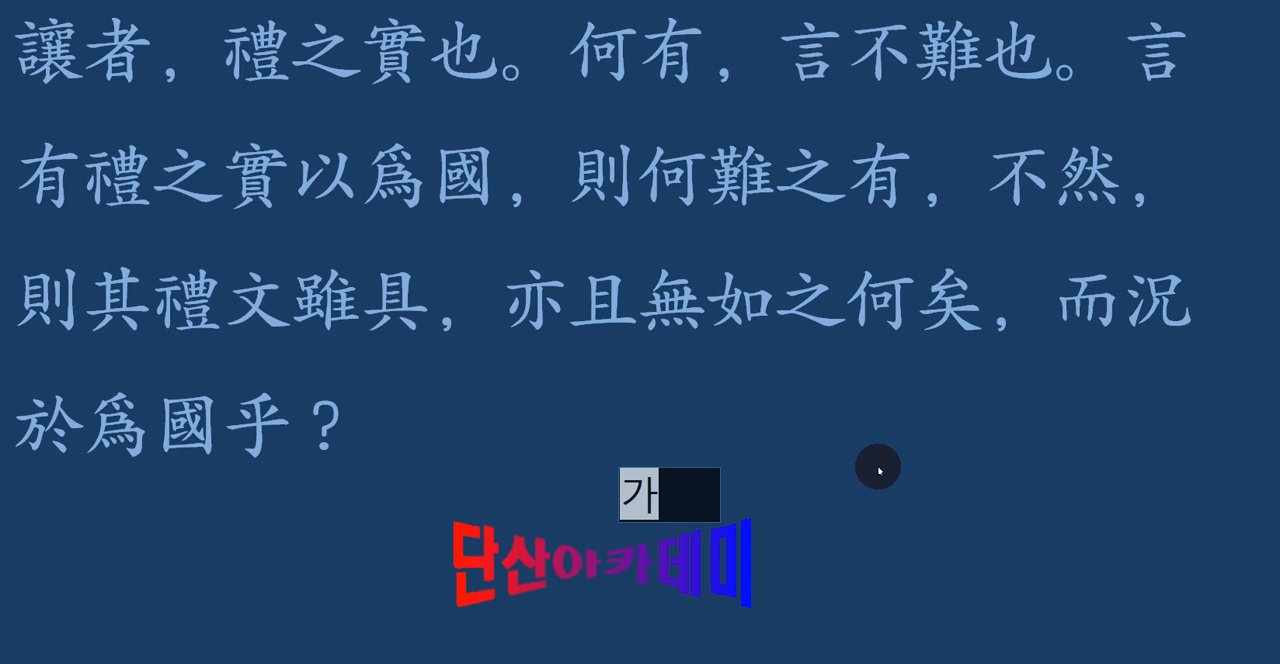 讓者，禮之實也。何有，言不難也。言
有禮之實以爲國，則何難之有，不然，
則其禮文雖具，亦且無如之何矣，而況
於爲國乎？
가
단산아카데미